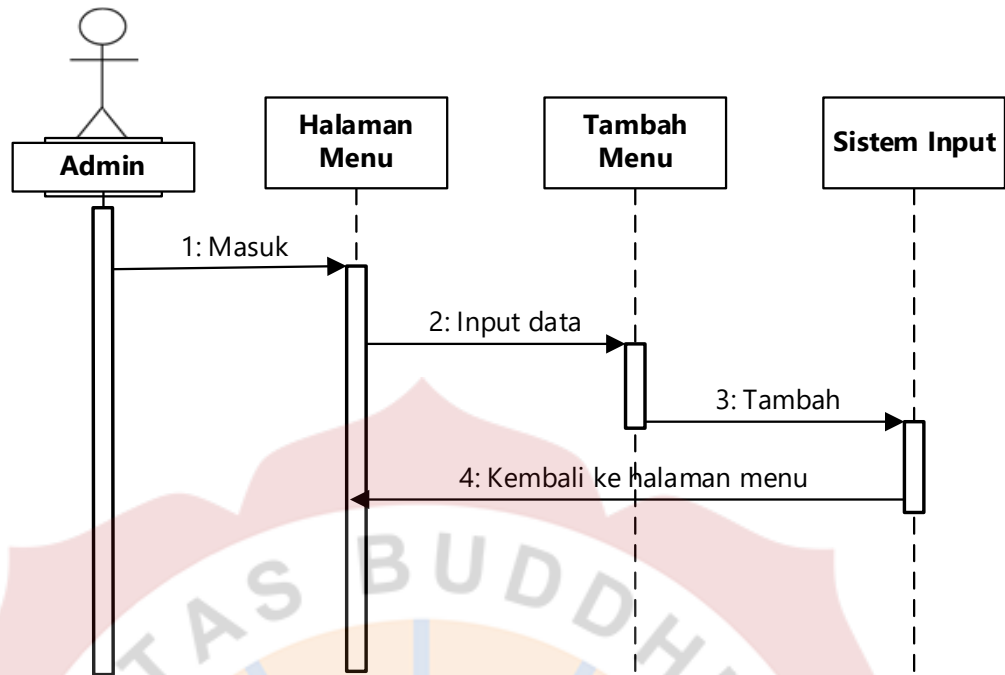 Admin
Halaman
Menu
Tambah
Menu
Sistem Input
1: Masuk
2: Input data
3: Tambah
4: Kembali ke halaman menu
TAS BUDDH